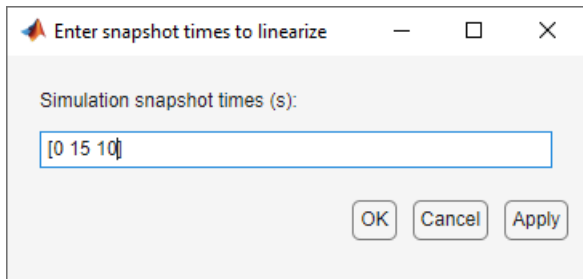 Enter snapshot times to linearize
Simulation snapshot times (s):
[0 15 10]
OK Cancel Apply